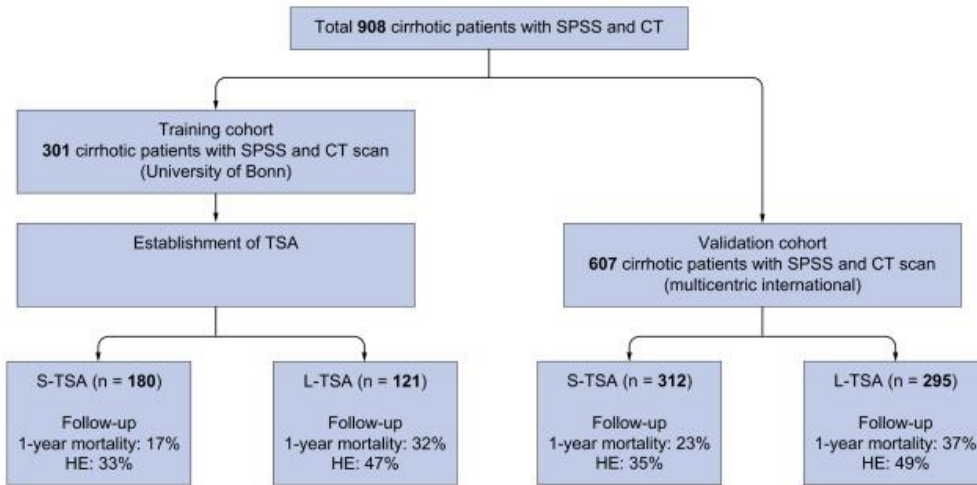 Total 908 cirrhotic patients with SPSS and CT
Training cohort
301 cirrhotic patients with SPSS and CT scan
(University of Bonn)
Establishment of TSA
Validation cohort
607 cirrhotic patients with SPSS and CT scan
(multicentric international)
S-TSA (n = 180)
Follow-up
1-year mortality: 17%
HE: 33%
L-TSA (n = 121)
Follow-up
1-year mortality: 32%
HE: 47%
S-TSA (n = 312)
Follow-up
1-year mortality: 23%
HE: 35%
L-TSA (n = 295)
Follow-up
1-year mortality: 37%
HE: 49%